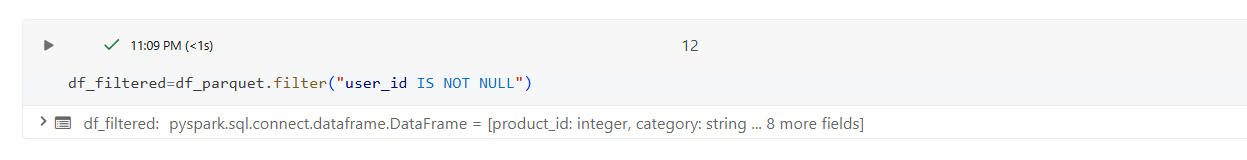 11:09 PM (<1s) 12
df_filtered=df_parquet.filter("user_id IS NOT NULL")
df_filtered: pyspark.sql.connect.dataframe.DataFrame = [product_id: integer, category: string ... 8 more fields]